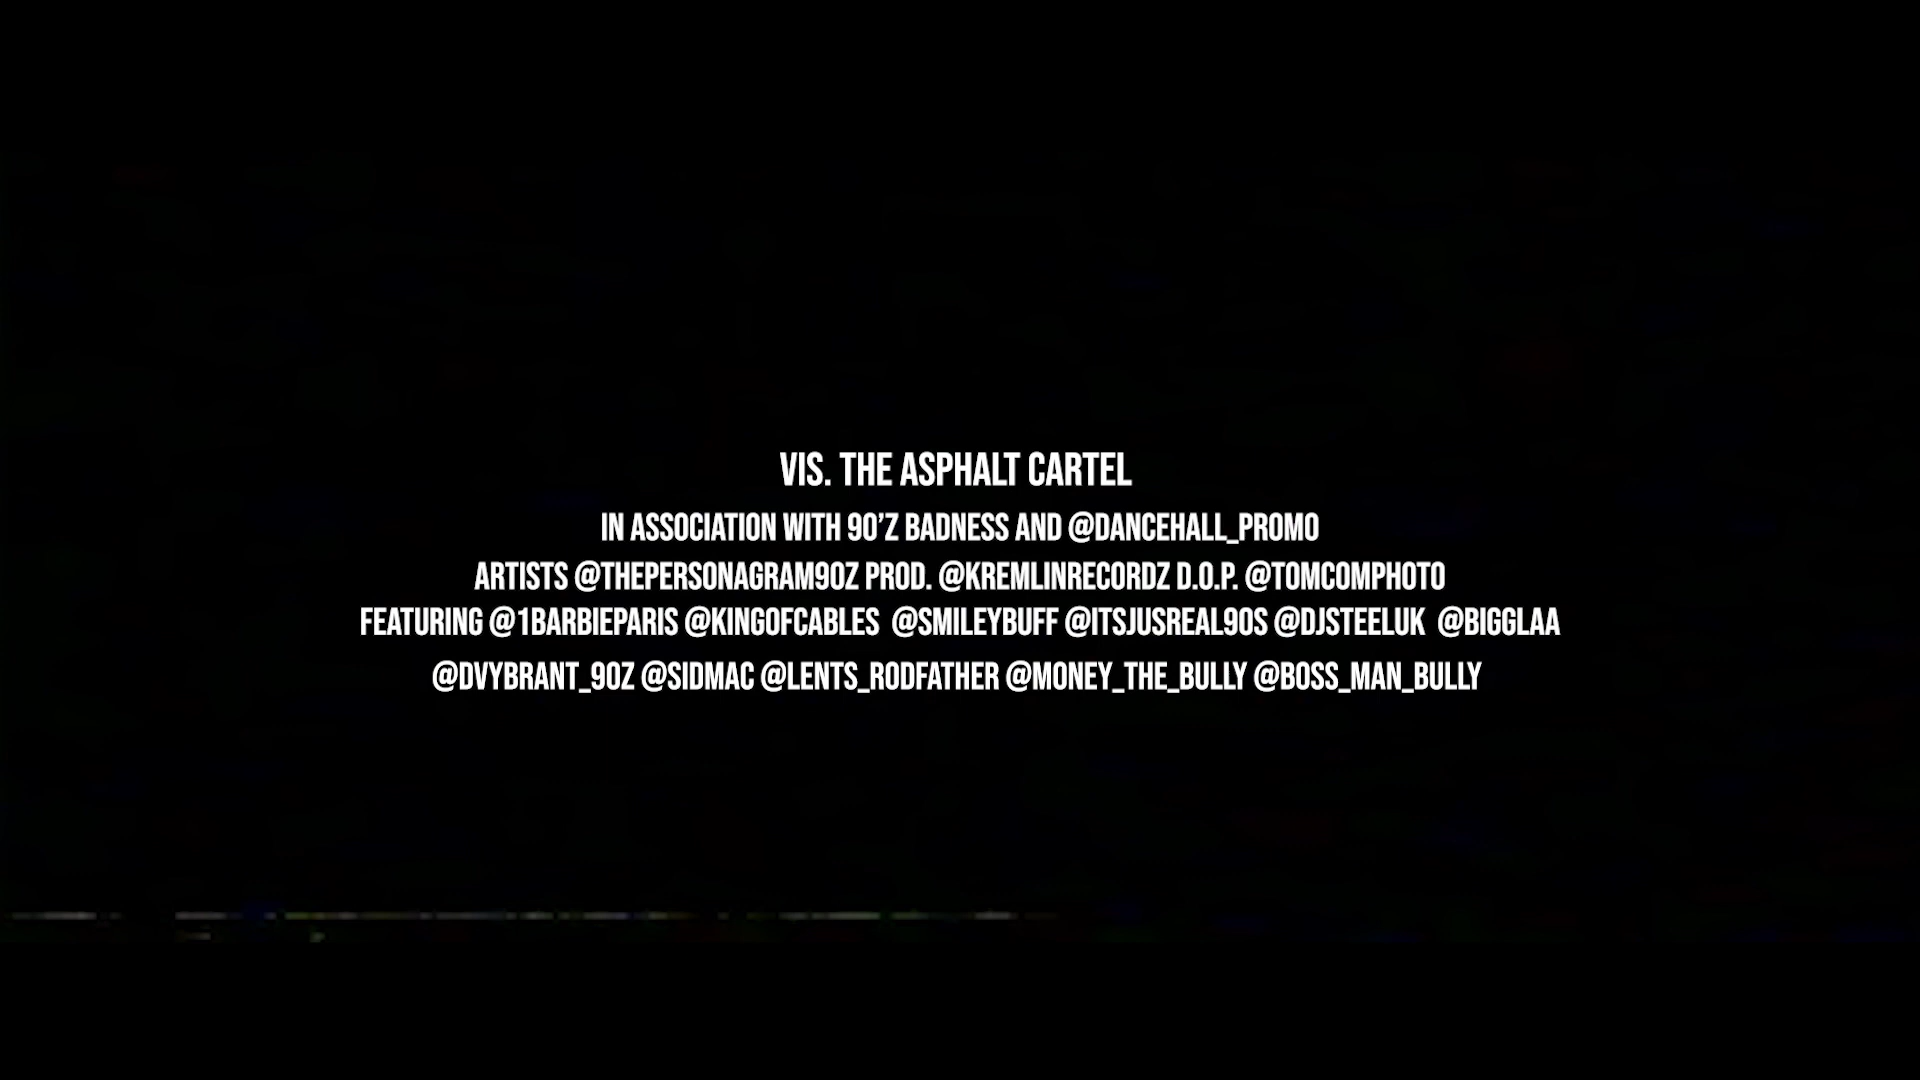 VIS. THE ASPHALT CARTEL
IN ASSOCIATION WITH 90’Z BADNESS AND @DANCEHALL_PROMO
ARTISTS @THEPERSONAGRAM90Z PROD. @KREMLINRECORDZ D.O.P. @TOMCOMPHOTO
FEATURING @1BARBIEPARIS @KINGOFCABLES @SMILEYBUFF @ITSJUSREAL90S @DJSTEELUK @BIGGLAA
@DVYBRANT_90Z @SIDMAC @LENTS_RODFATHER @MONEY_THE_BULLY @BOSS_MAN_BULLY